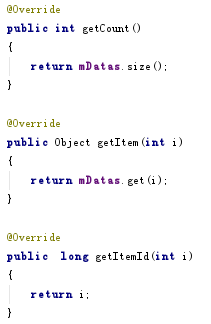 @Override
public int getCount()
{
return mDatas.size();
}
@Override
public Object getItem(int i)
{
return mDatas.get(i);
}
@Override
public  long getItemId(int i)
{
return i;
}